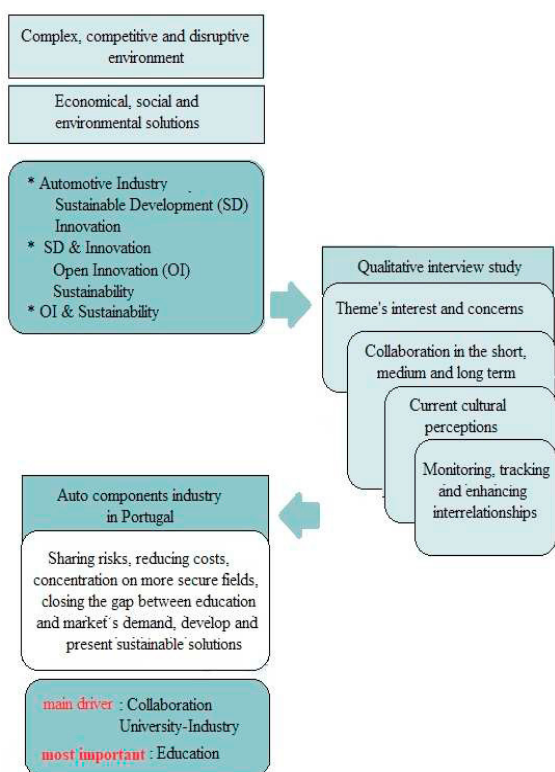 Complex, competitive and disruptive
environment
Economical, social and
environmental solutions
* Automotive Industry
Sustainable Development (SD)
Innovation
* SD & Innovation
Open Innovation (OI)
Sustainability
* OI & Sustainability
Qualitative interview study
Theme's interest and concerns
Collaboration in the short,
medium and long term
Current cultural
perceptions
Monitoring, tracking
and enhancing
interrelationships
Auto components industry
in Portugal
Sharing risks, reducing costs,
concentration on more secure fields,
closing the gap between education
and market´s demand, develop and
present sustainable solutions
main driver : Collaboration
University-Industry
most important : Education